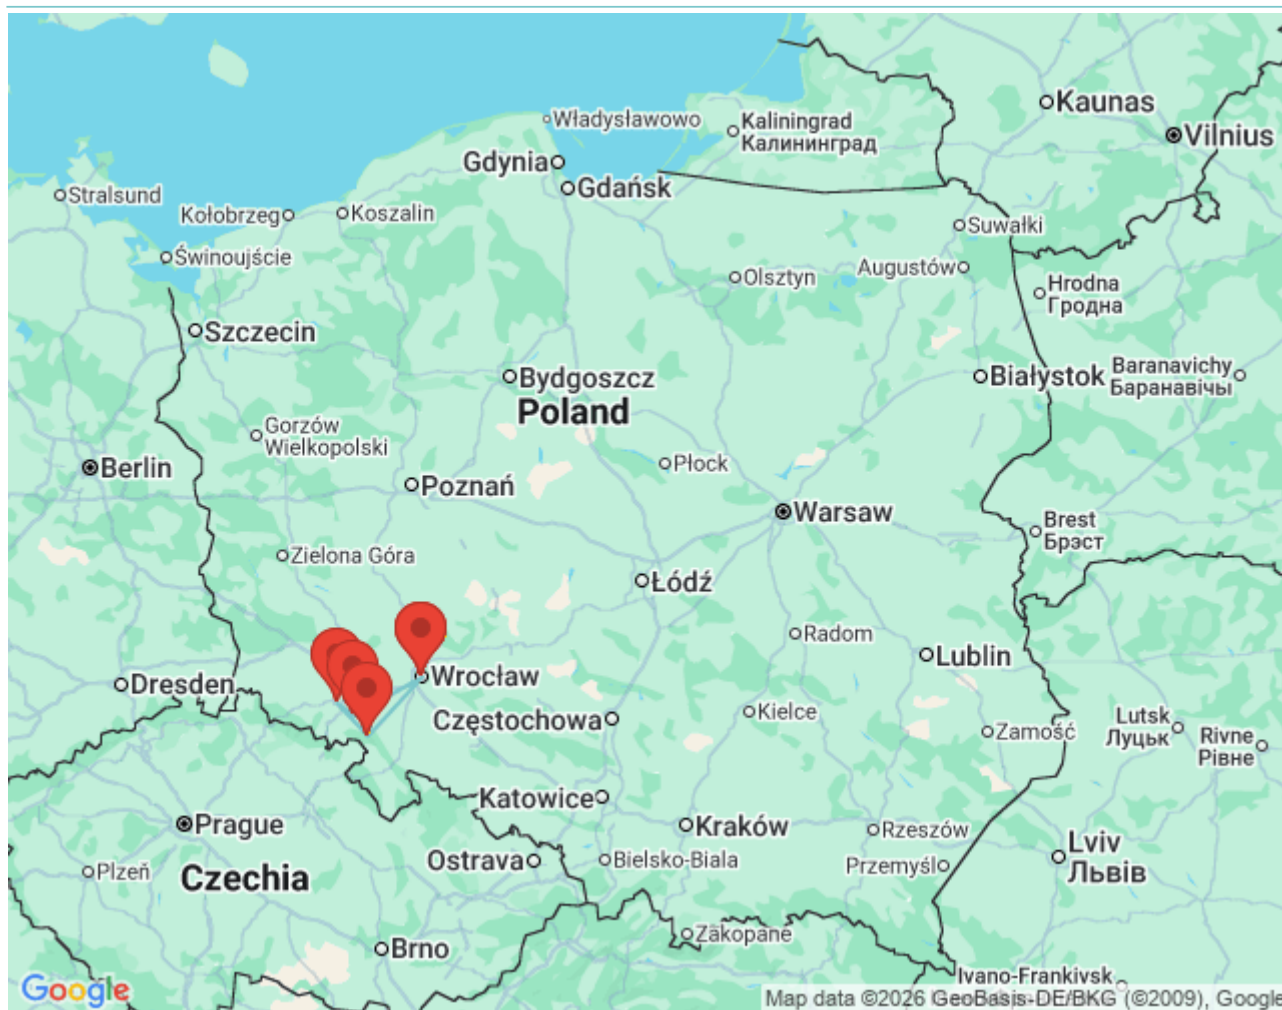 Władysławowo
Kaliningrad
Калининград
Kaunas
Vilnius
Gdynia
Gdańsk
Stralsund
Kołobrzeg
Koszalin
Suwałki
Świnoujście
Olsztyn
Augustów
Hrodna
Гродна
Szczecin
Bydgoszcz
Białystok
Baranavichy
Баранавічы
Poland
Gorzów
Wielkopolski
Berlin
Płock
Poznań
Warsaw
Brest
Брэст
Zielona Góra
Łódź
Radom
Lublin
Dresden
Wrocław
Częstochowa
Kielce
Zamość
Lutsk
Луцьк
Rivne
Рівне
Katowice
Prague
Kraków
Rzeszów
Lviv
Львів
Plzeň
Czechia
Ostrava
Bielsko-Biala
Przemyśl
Brno
Zakopane
Ivano-Frankivsk
Google
Map data ©2026 GeoBasis-DE/BKG (©2009), Google